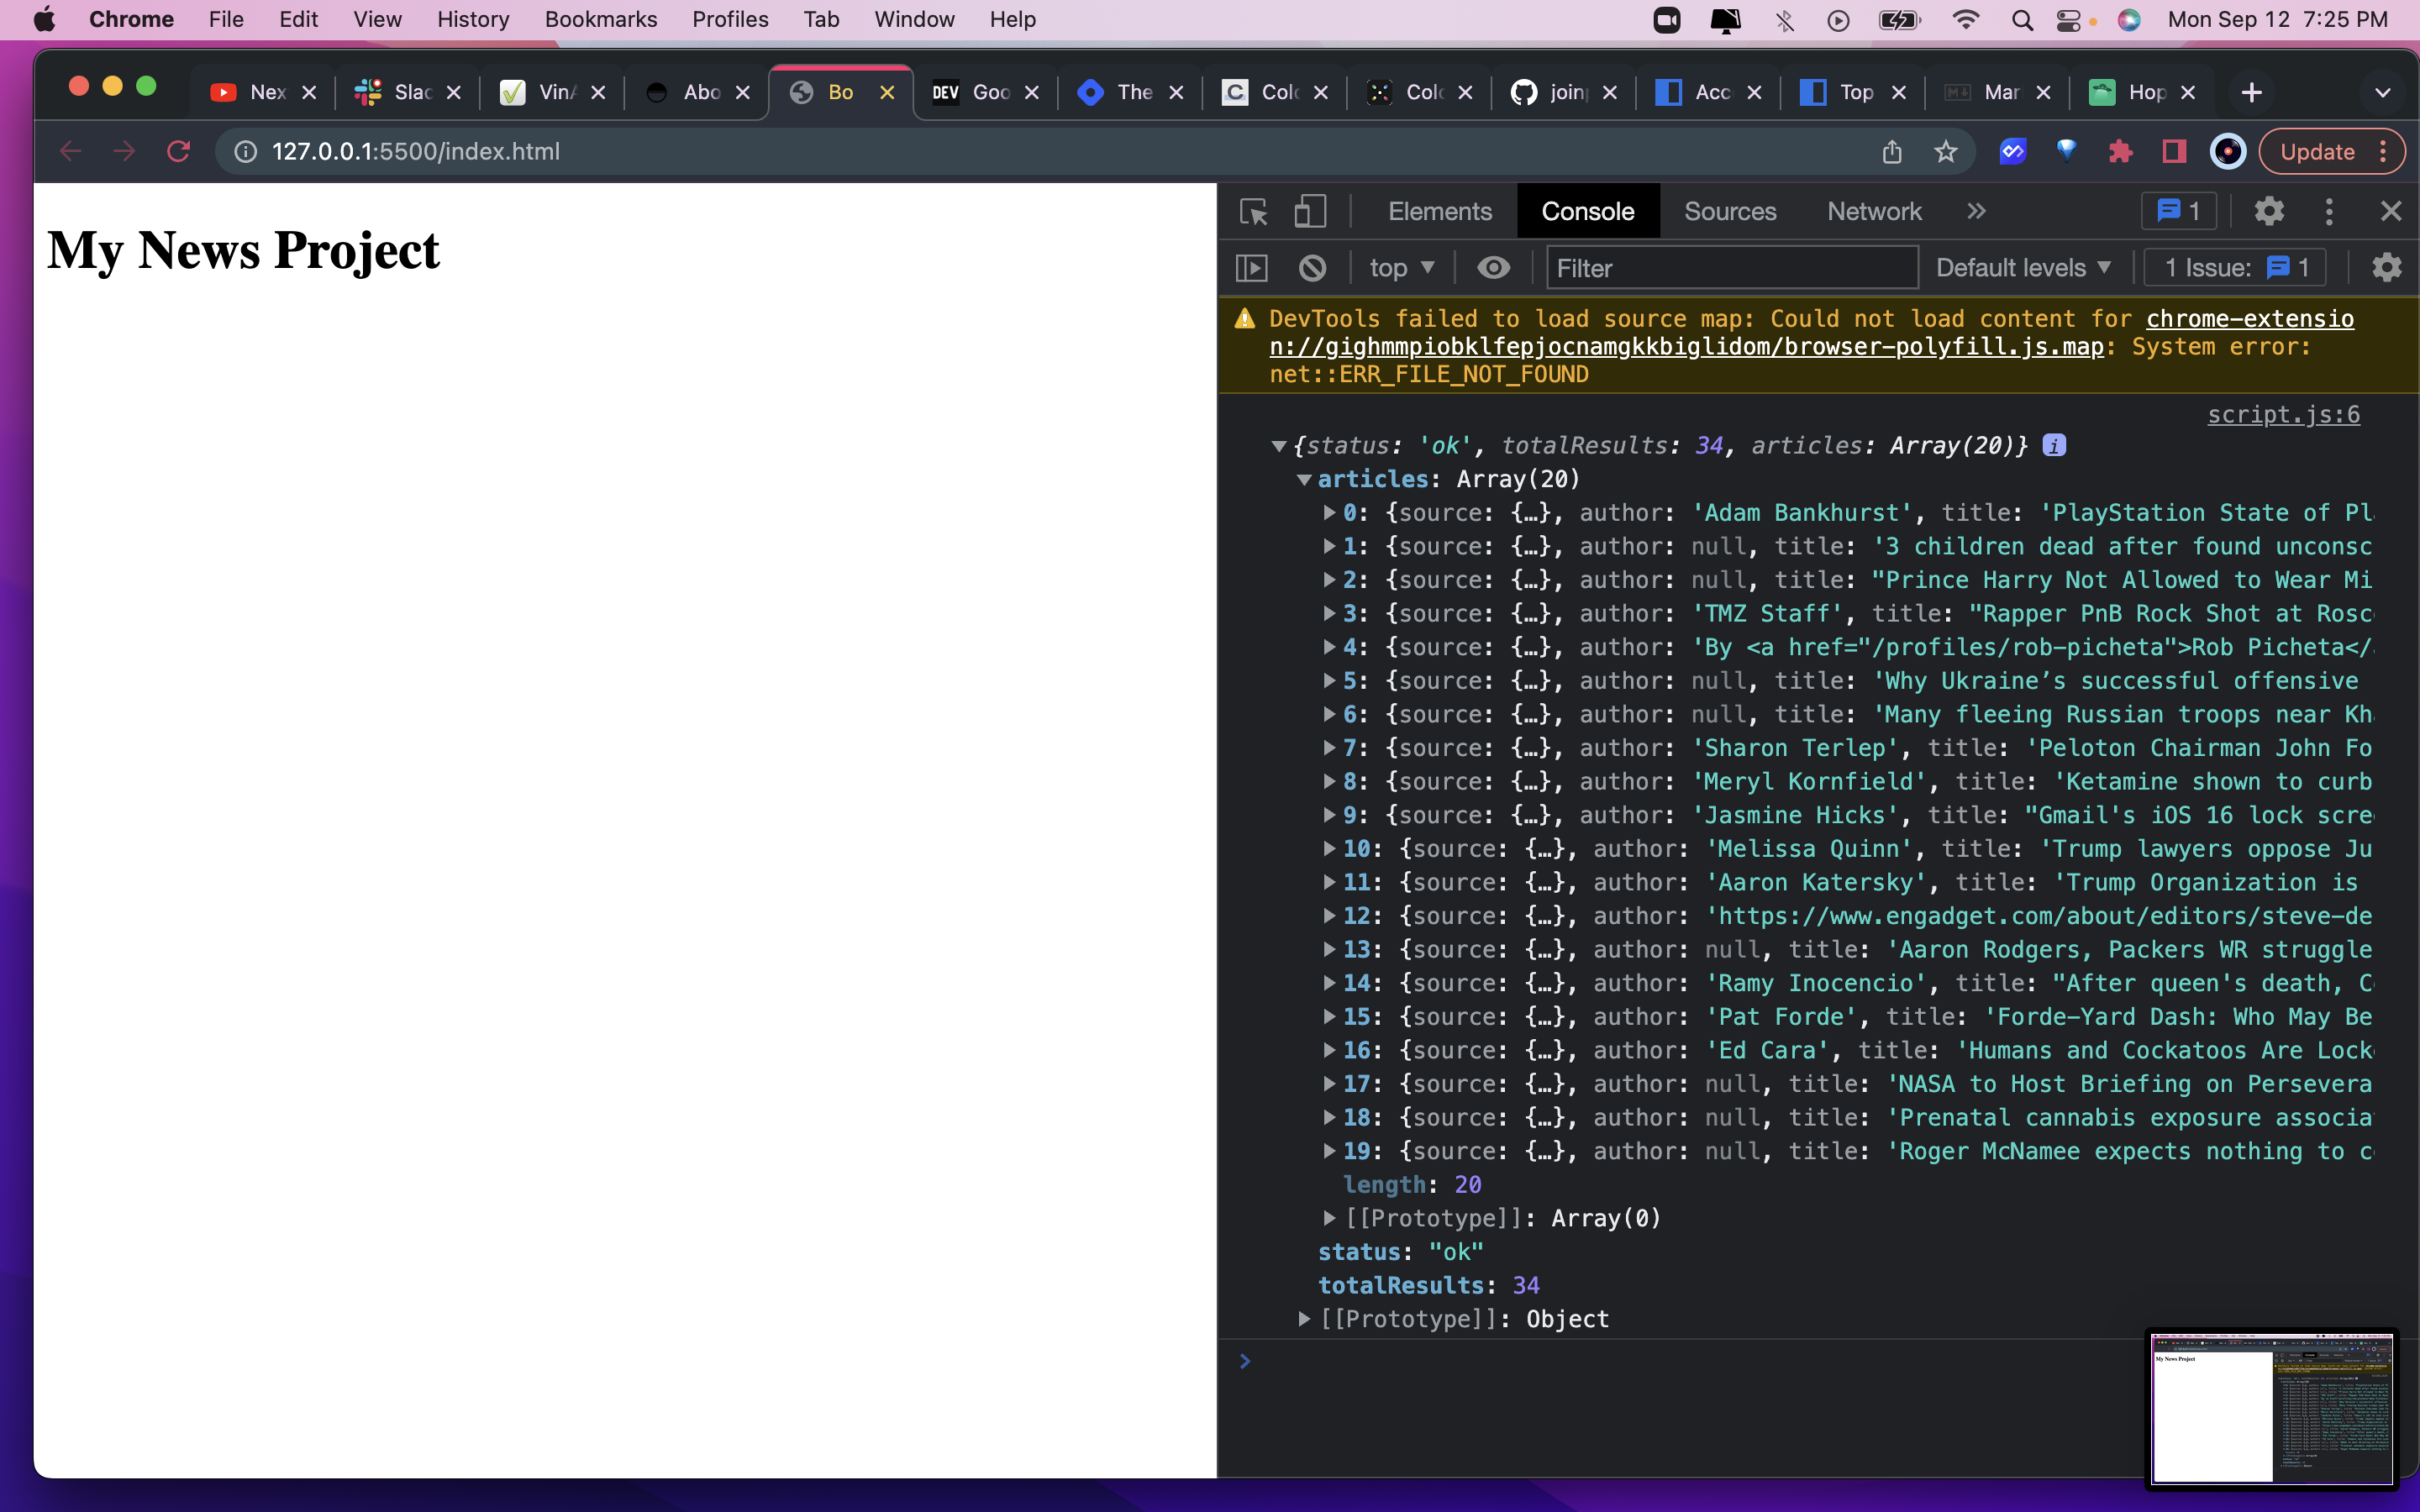 Chrome File Edit View History Bookmarks Profiles Tab Window Help Mon Sep 12 7:25 PM
Nex Slac VinA Abo Bo DEV Goo The Colo Colo join Acc Top Mar Hop
127.0.0.1:5500/index.html Update
My News Project
Elements Console Sources Network 1
top Filter Default levels 1 Issue: 1
DevTools failed to load source map: Could not load content for chrome-extensio
n://gighmmpiobklfepjocnamgkkbiglidom/browser-polyfill.js.map: System error:
net::ERR_FILE_NOT_FOUND
script.js:6
{status: 'ok', totalResults: 34, articles: Array(20)} i
articles: Array(20)
0: {source: {…}, author: 'Adam Bankhurst', title: 'PlayStation State of Pl
1: {source: {…}, author: null, title: '3 children dead after found unconsc
2: {source: {…}, author: null, title: "Prince Harry Not Allowed to Wear Mi
3: {source: {…}, author: 'TMZ Staff', title: "Rapper PnB Rock Shot at Rosc
4: {source: {…}, author: 'By <a href="/profiles/rob-picheta">Rob Picheta</
5: {source: {…}, author: null, title: 'Why Ukraine’s successful offensive
6: {source: {…}, author: null, title: 'Many fleeing Russian troops near Kh
7: {source: {…}, author: 'Sharon Terlep', title: 'Peloton Chairman John Fo
8: {source: {…}, author: 'Meryl Kornfield', title: 'Ketamine shown to curb
9: {source: {…}, author: 'Jasmine Hicks', title: "Gmail's iOS 16 lock scre
10: {source: {…}, author: 'Melissa Quinn', title: 'Trump lawyers oppose Ju
11: {source: {…}, author: 'Aaron Katersky', title: 'Trump Organization is
12: {source: {…}, author: 'https://www.engadget.com/about/editors/steve-de
13: {source: {…}, author: null, title: 'Aaron Rodgers, Packers WR struggle
14: {source: {…}, author: 'Ramy Inocencio', title: "After queen's death, C
15: {source: {…}, author: 'Pat Forde', title: 'Forde-Yard Dash: Who May Be
16: {source: {…}, author: 'Ed Cara', title: 'Humans and Cockatoos Are Lock
17: {source: {…}, author: null, title: 'NASA to Host Briefing on Persevera
18: {source: {…}, author: null, title: 'Prenatal cannabis exposure associa
19: {source: {…}, author: null, title: 'Roger McNamee expects nothing to c
length: 20
[[Prototype]]: Array(0)
status: "ok"
totalResults: 34
[[Prototype]]: Object
My News Project